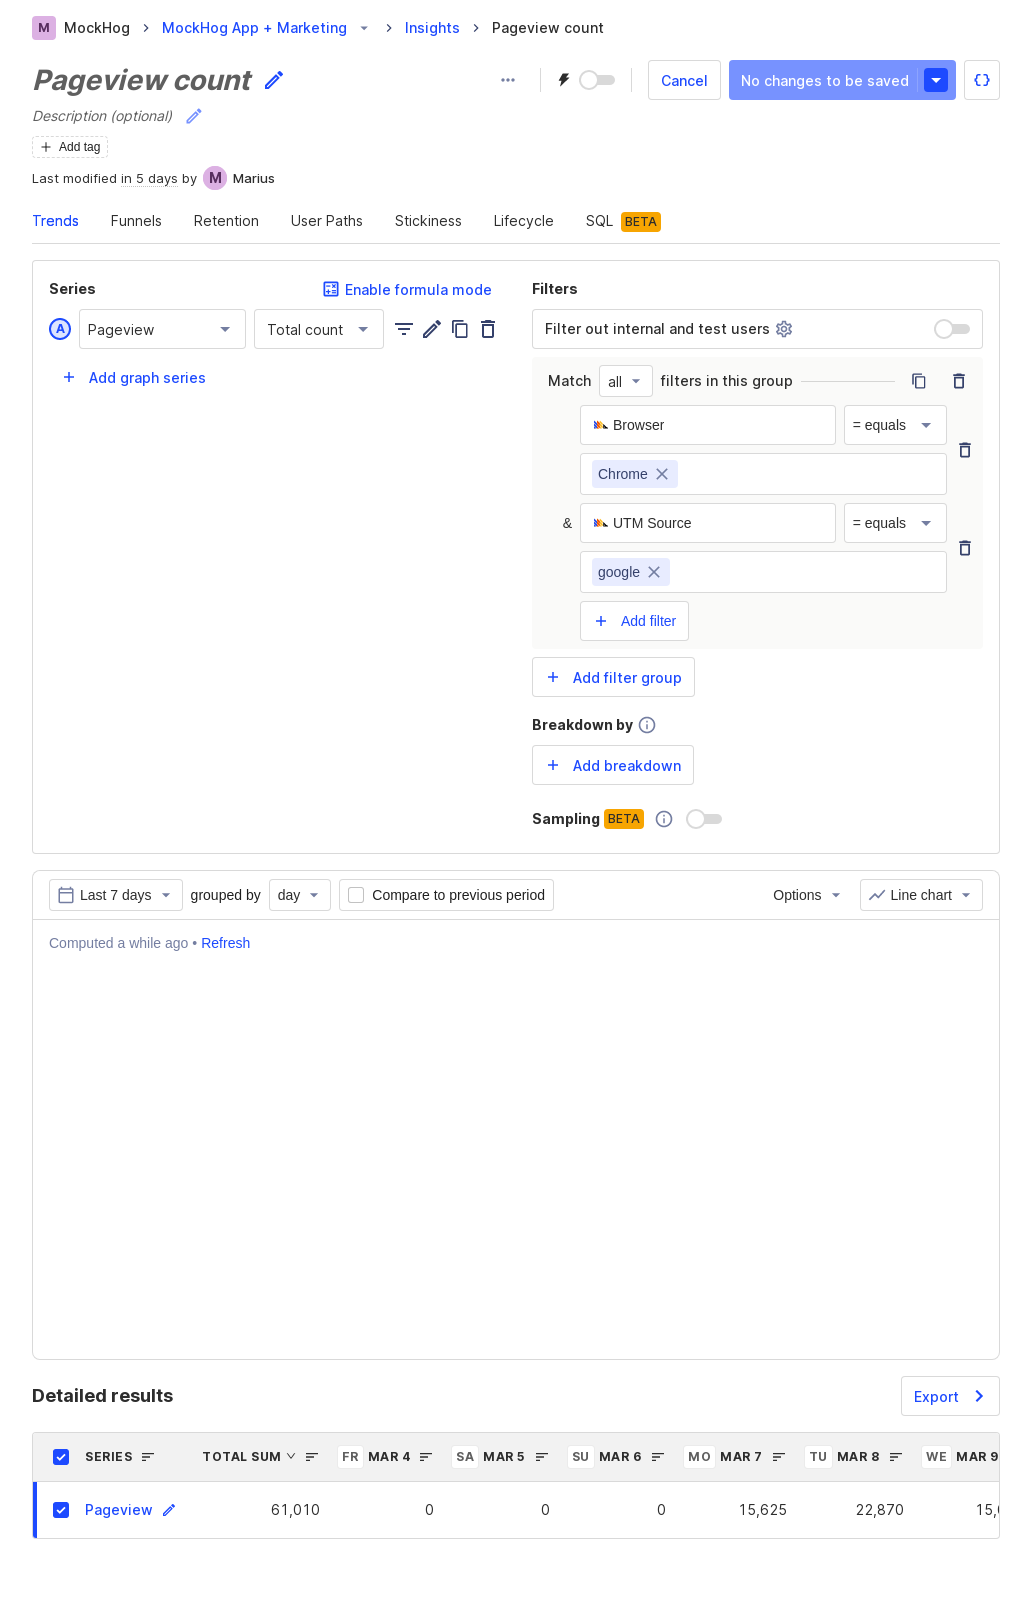 M MockHog MockHog App + Marketing Insights Pageview count
Pageview count
Cancel No changes to be saved
Description (optional)
Add tag
Last modified in 5 days by M Marius
Trends Funnels Retention User Paths Stickiness Lifecycle SQL BETA
Series Enable formula mode
A Pageview Total count
Add graph series
Filters
Filter out internal and test users
Match all filters in this group
Browser = equals
Chrome
& UTM Source = equals
google
Add filter
Add filter group
Breakdown by
Add breakdown
Sampling BETA
Last 7 days grouped by day Compare to previous period Options Line chart
Computed a while ago • Refresh
Detailed results Export
SERIES TOTAL SUM FR MAR 4 SA MAR 5 SU MAR 6 MO MAR 7 TU MAR 8 WE MAR 9
Pageview 61,010 0 0 0 15,625 22,870